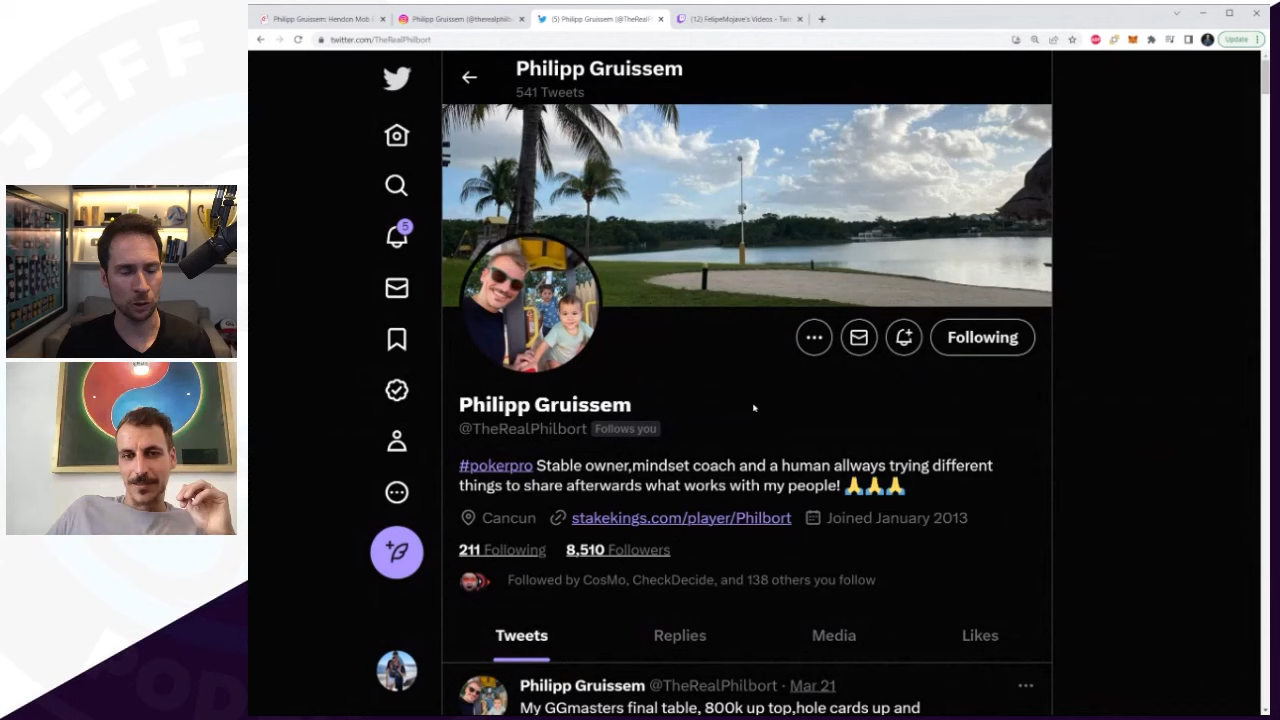 Philipp Gruissem: Hendon Mob
Philipp Gruissem (@therealphilb
(5) Philipp Gruissem (@TheRealP
(12) FelipeMojave's Videos - Twi
twitter.com/TheRealPhilbort
Update
JEFF
Philipp Gruissem
541 Tweets
5
Following
Philipp Gruissem
@TheRealPhilbort Follows you
#pokerpro Stable owner,mindset coach and a human allways trying different
things to share afterwards what works with my people! 🙏🙏🙏
Cancun stakekings.com/player/Philbort Joined January 2013
211 Following 8,510 Followers
Followed by CosMo, CheckDecide, and 138 others you follow
Tweets Replies Media Likes
Philipp Gruissem @TheRealPhilbort · Mar 21
My GGmasters final table, 800k up top,hole cards up and
POD